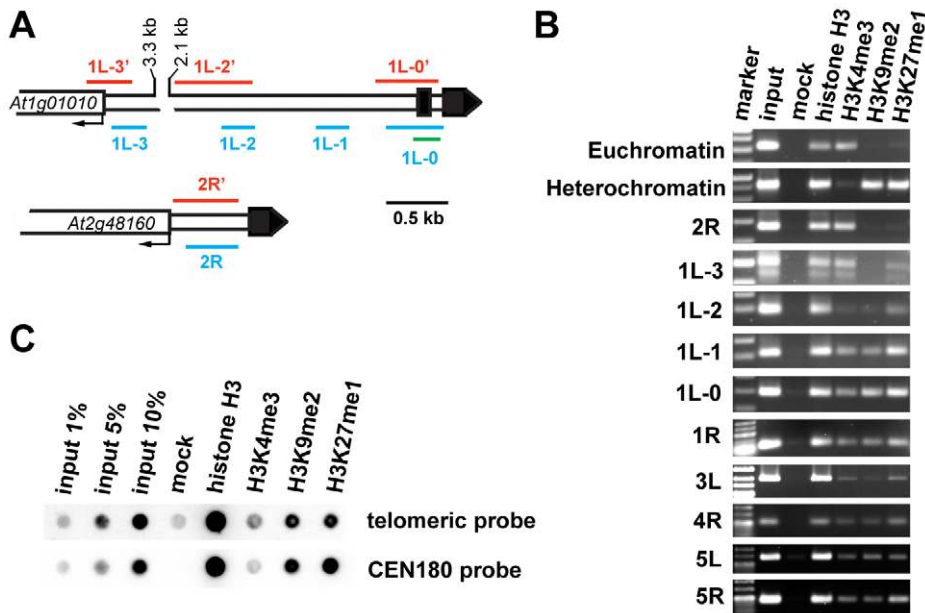 A
3.3 kb
2.1 kb
1L-3'
1L-2'
1L-0'
At1g01010
1L-3
1L-2
1L-1
1L-0
2R'
0.5 kb
At2g48160
2R
B
marker
input
mock
histone H3
H3K4me3
H3K9me2
H3K27me1
Euchromatin
Heterochromatin
2R
1L-3
1L-2
1L-1
1L-0
1R
3L
4R
5L
5R
C
input 1%
input 5%
input 10%
mock
histone H3
H3K4me3
H3K9me2
H3K27me1
telomeric probe
CEN180 probe